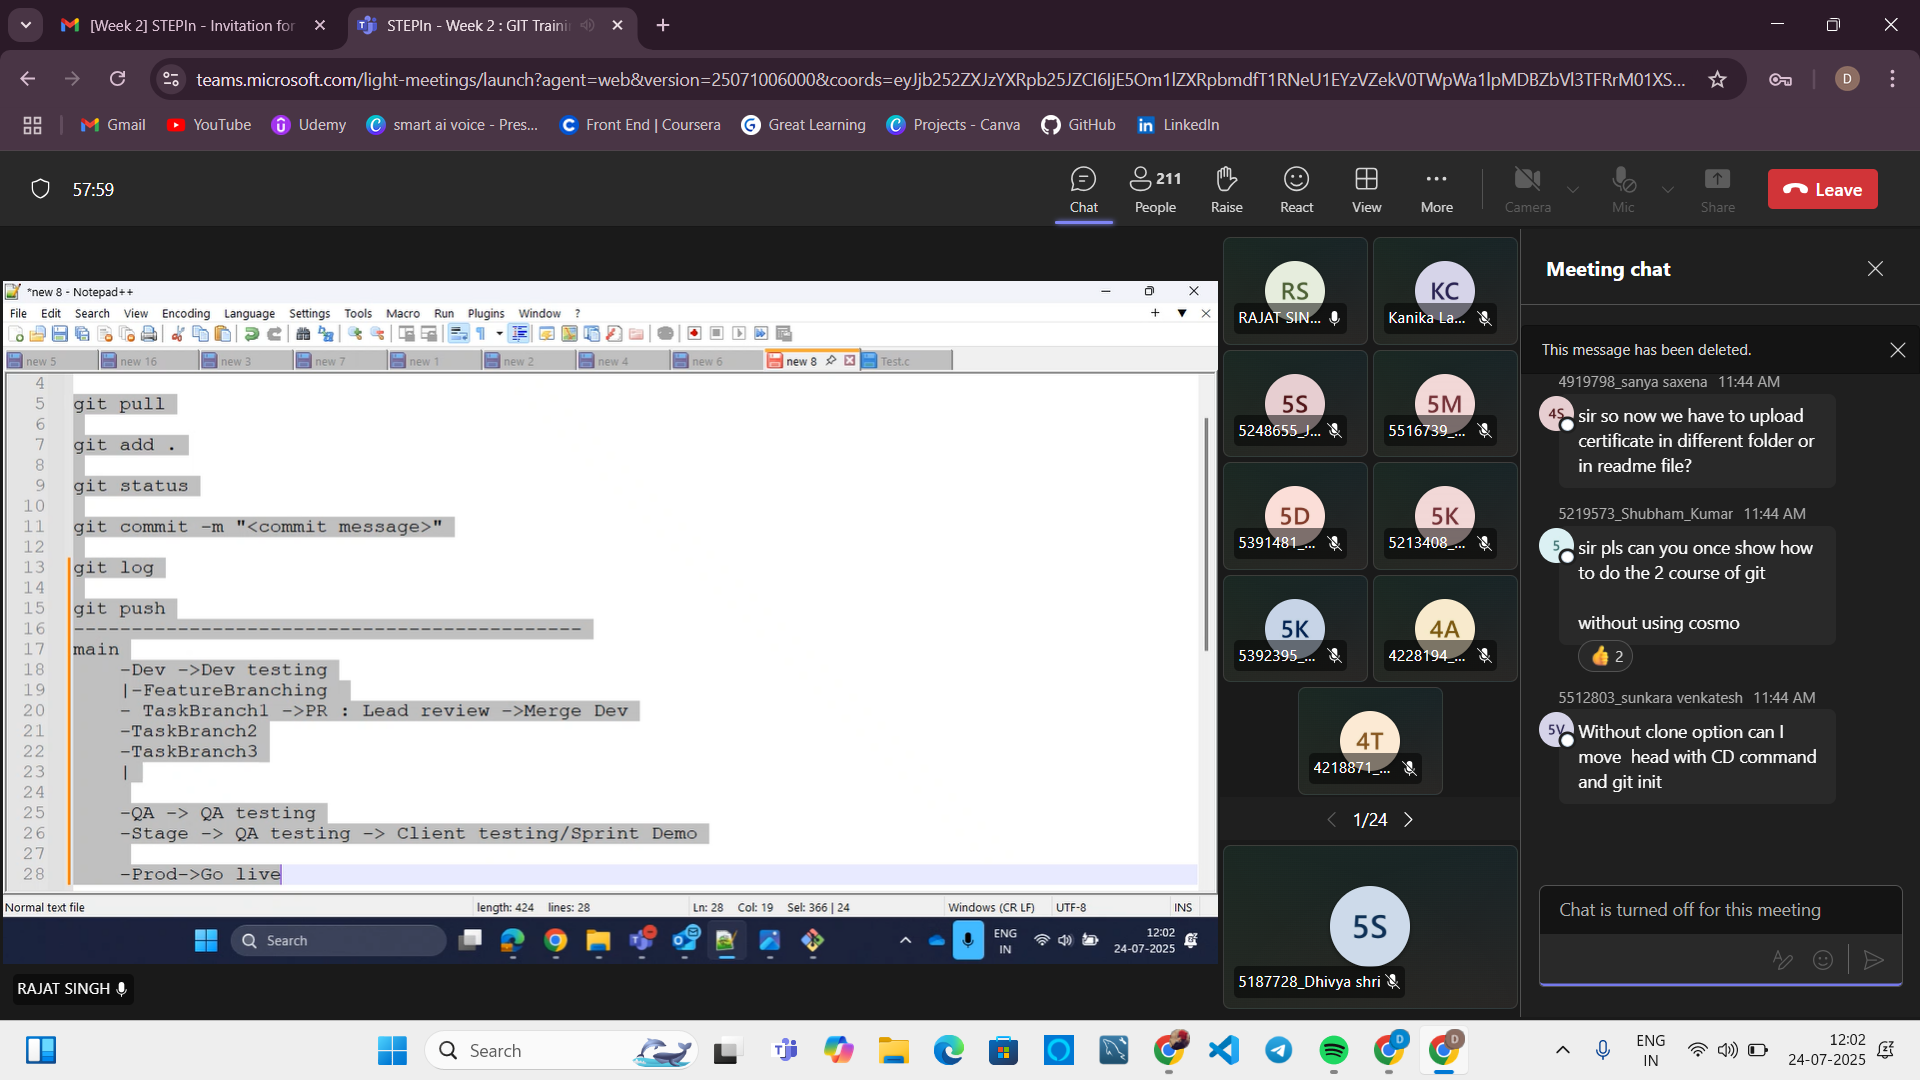 [Week 2] STEPIn - Invitation for
STEPIn - Week 2 : GIT Traini
teams.microsoft.com/light-meetings/launch?agent=web&version=25071006000&coords=
D
Gmail
YouTube
Udemy
smart ai voice - Pres...
Front End | Coursera
Great Learning
Projects - Canva
GitHub
LinkedIn
57:59
Chat
211
People
Raise
React
View
More
Camera
Mic
Share
Leave
*new 8 - Notepad++
File Edit Search View Encoding Language Settings Tools Macro Run Plugins Window ?
new 5 new 16 new 3 new 7 new 1 new 2 new 4 new 6 new 8 Test.c
4
5 git pull
6
7 git add .
8
9 git status
10
11 git commit -m "<commit message>"
12
13 git log
14
15 git push
16 --------------------------------------------
17 main
18 -Dev ->Dev testing
19 |-FeatureBranching
20 - TaskBranch1 ->PR : Lead review ->Merge Dev
21 -TaskBranch2
22 -TaskBranch3
23 |
24
25 -QA -> QA testing
26 -Stage -> QA testing -> Client testing/Sprint Demo
27
28 -Prod->Go live
Normal text file length: 424 lines: 28 Ln: 28 Col: 19 Sel: 366 | 24 Windows (CR LF) UTF-8 INS
Search
ENG
IN
12:02
24-07-2025
RAJAT SINGH
RS
RAJAT SIN...
KC
Kanika La...
5S
5248655_J...
5M
5516739_...
5D
5391481_...
5K
5213408_...
5K
5392395_...
4A
4228194_...
4T
4218871_...
1/24
5S
5187728_Dhivya shri
Meeting chat
This message has been deleted.
4919798_sanya saxena 11:44 AM
4S
sir so now we have to upload
certificate in different folder or
in readme file?
5219573_Shubham_Kumar 11:44 AM
5
sir pls can you once show how
to do the 2 course of git
without using cosmo
2
5512803_sunkara venkatesh 11:44 AM
5V
Without clone option can I
move head with CD command
and git init
Chat is turned off for this meeting
Search
ENG
IN
12:02
24-07-2025